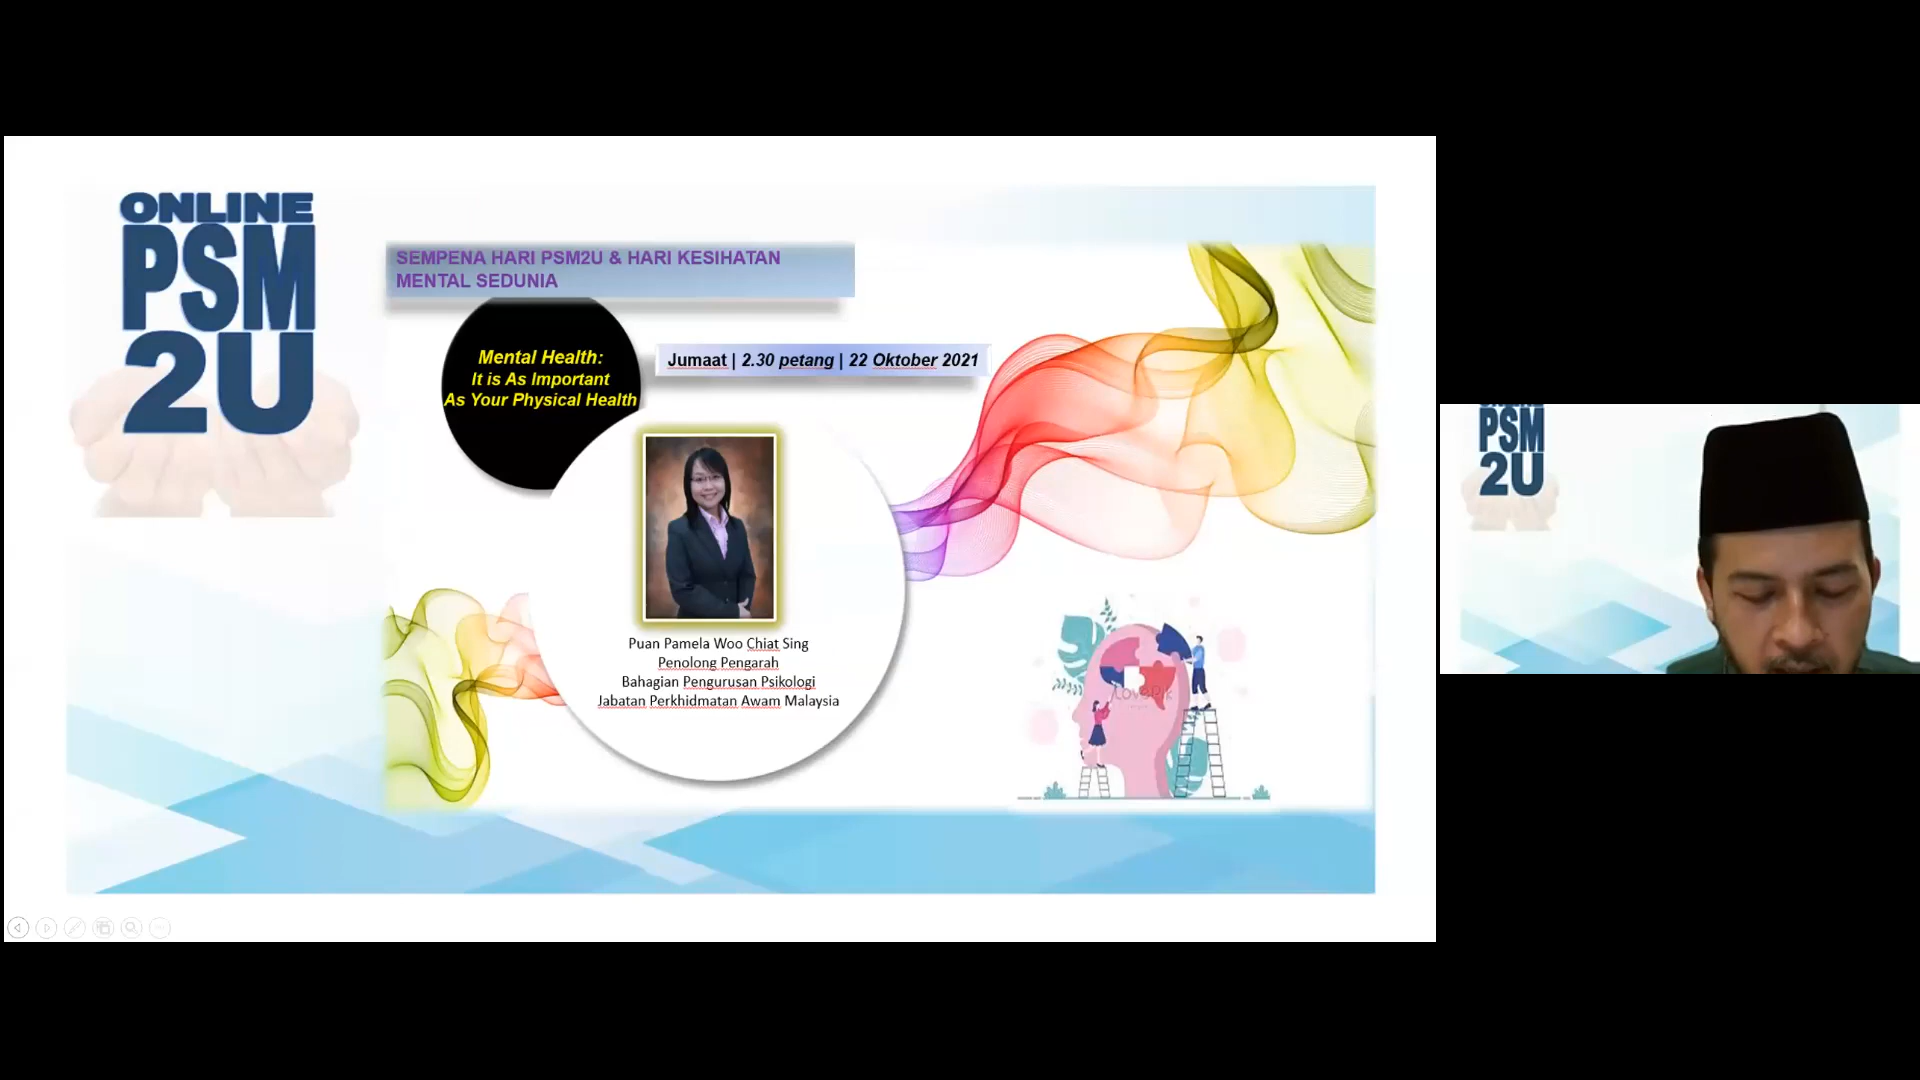 ONLINE
PSM
2U
SEMPENA HARI PSM2U & HARI KESIHATAN
MENTAL SEDUNIA
Mental Health:
It is As Important
As Your Physical Health
Jumaat | 2.30 petang | 22 Oktober 2021
Puan Pamela Woo Chiat Sing
Penolong Pengarah
Bahagian Pengurusan Psikologi
Jabatan Perkhidmatan Awam Malaysia
PSM
2U